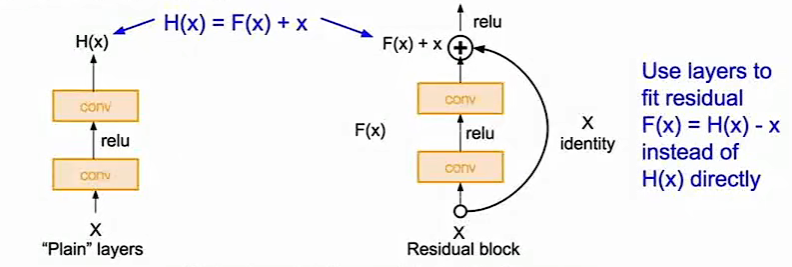 H(x) = F(x) + x
H(x)
conv
relu
conv
X
"Plain" layers
relu
F(x) + x
+
conv
F(x)
relu
conv
X
identity
X
Residual block
Use layers to
fit residual
F(x) = H(x) - x
instead of
H(x) directly